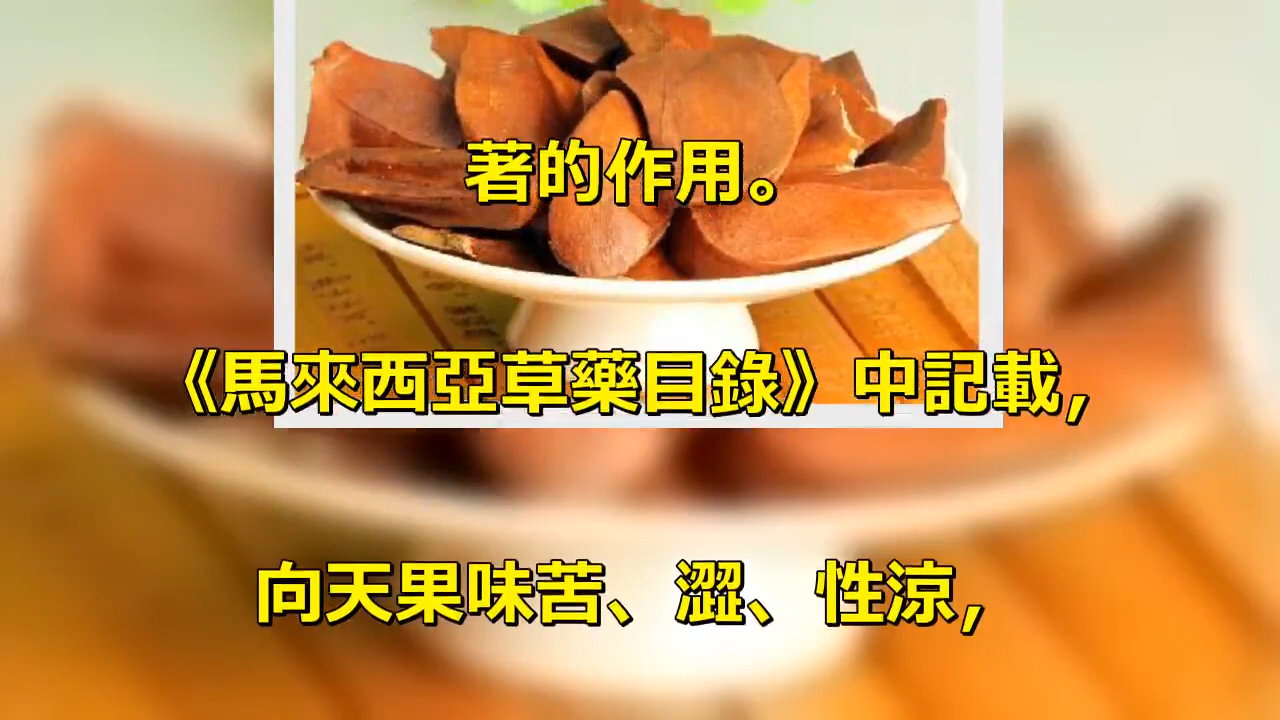 著的作用。
《馬來西亞草藥目錄》中記載，
向天果味苦、澀、性涼，